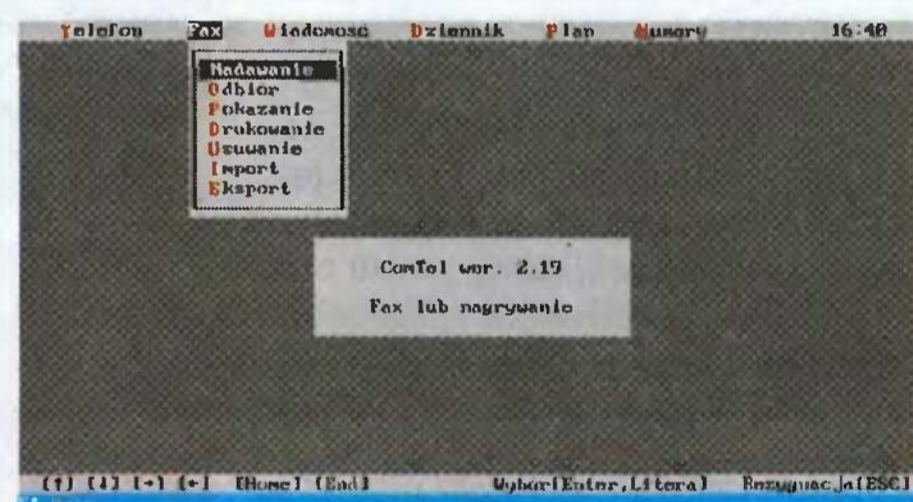 Telefon Fax Wiadomosc Dziennik Plan Numery 16:40
Nadawanie
Odbior
Pokazanie
Drukowanie
Usuwanie
Import
Eksport
ComTel wer. 2.19
Fax lub nagrywanie
[↑] [↓] [→] [←] [Home] [End] Wybor[Enter,Litera] Rezygnacja[ESC]